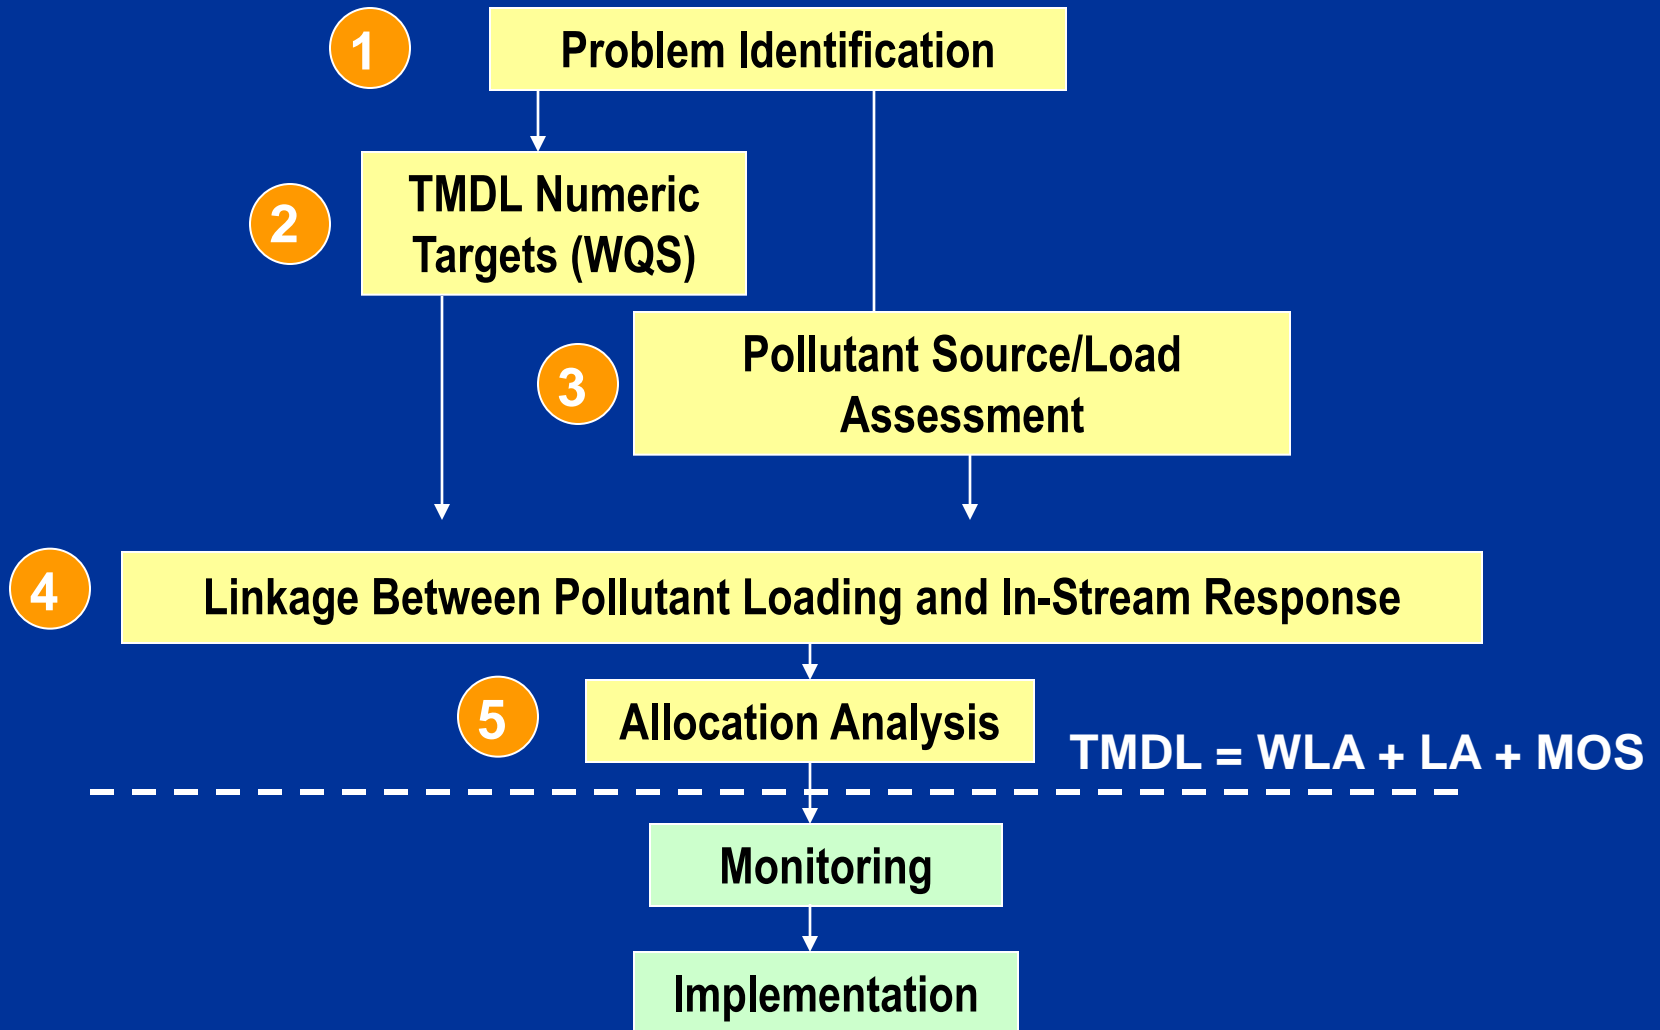 1
Problem Identification
2
TMDL Numeric
Targets (WQS)
3
Pollutant Source/Load
Assessment
4
Linkage Between Pollutant Loading and In-Stream Response
5
Allocation Analysis
TMDL = WLA + LA + MOS
Monitoring
Implementation